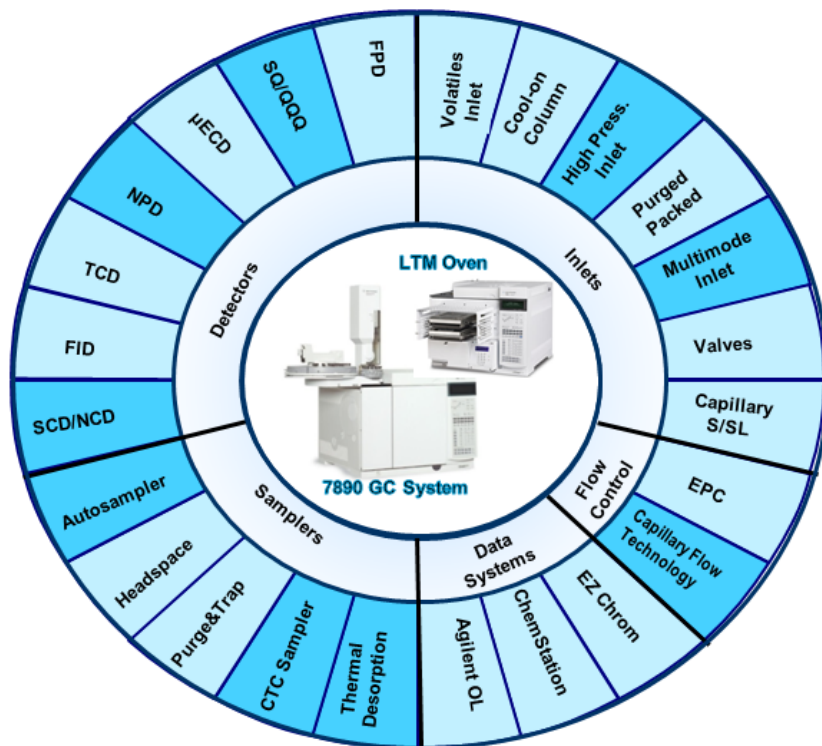 FPD
SQ/QQQ
µECD
NPD
TCD
FID
SCD/NCD
Detectors
Volatiles
Inlet
Cool-on
Column
High Press.
Inlet
Purged
Packed
Multimode
Inlet
Valves
Capillary
S/SL
Inlets
LTM Oven
7890 GC System
EPC
Capillary Flow
Technology
Flow
Control
EZ Chrom
ChemStation
Agilent OL
Data
Systems
Autosampler
Headspace
Purge&Trap
CTC Sampler
Thermal
Desorption
Samplers